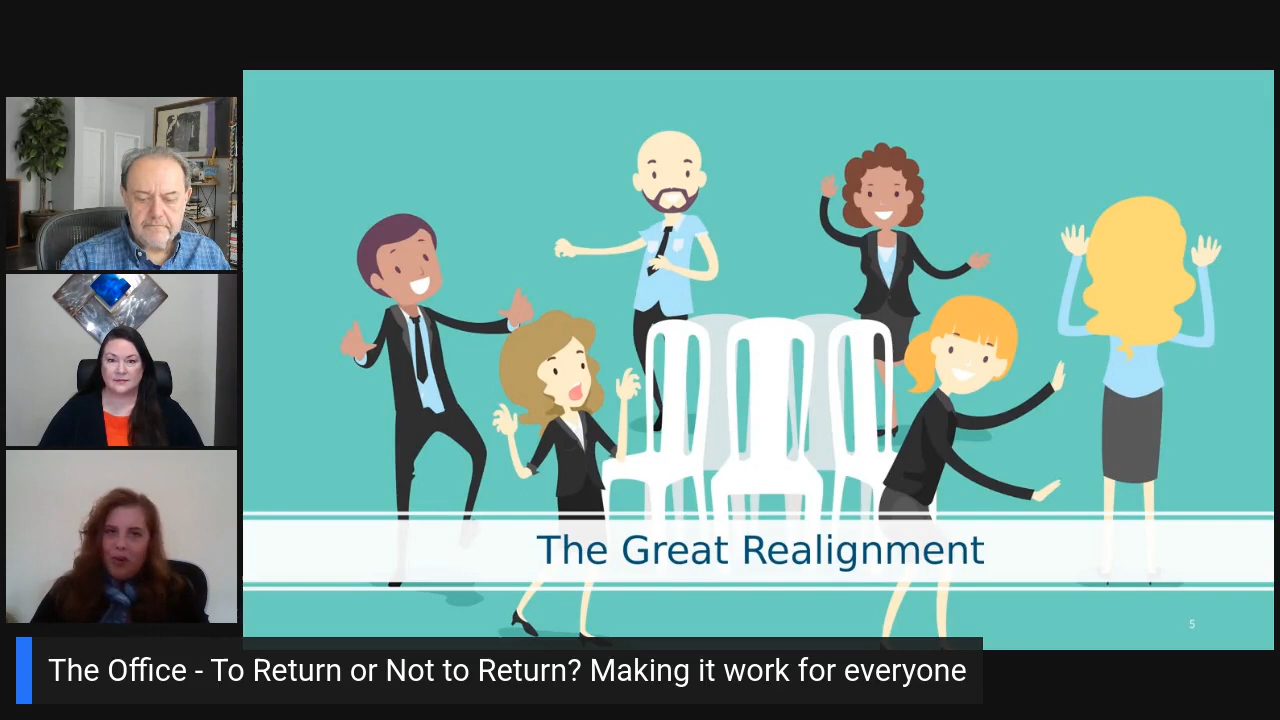 The Great Realignment
5
The Office - To Return or Not to Return? Making it work for everyone